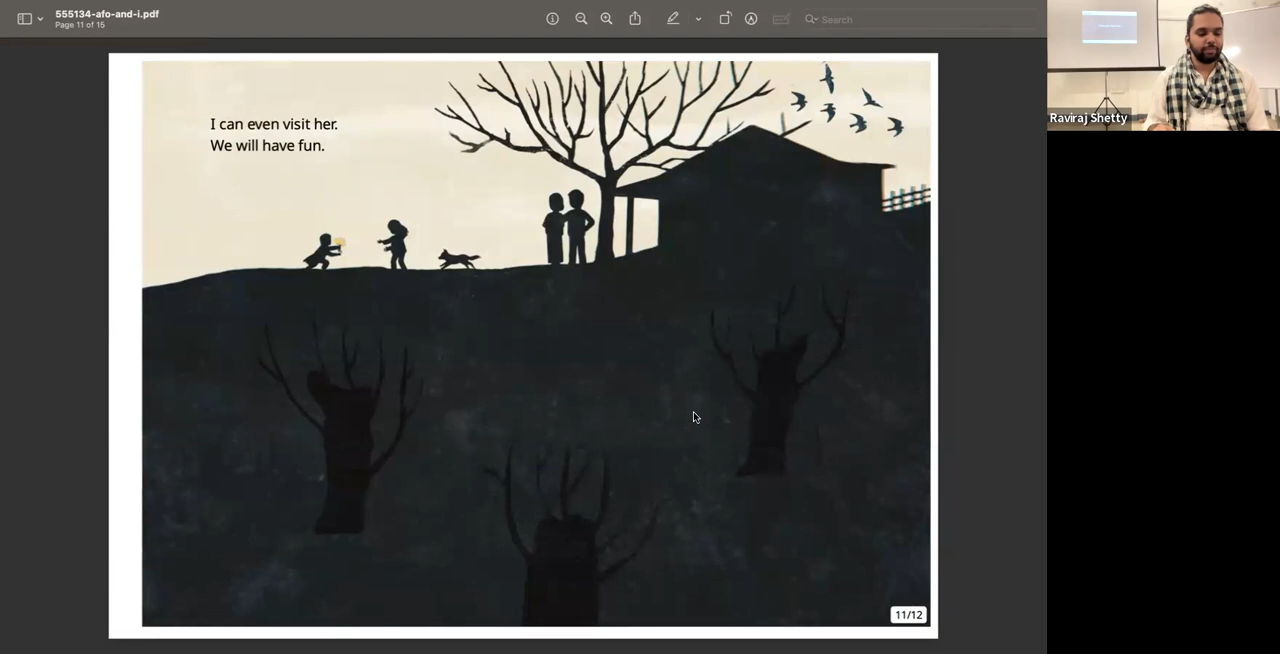 555134-afo-and-i.pdf
Page 11 of 15
Search
Raviraj Shetty
I can even visit her.
We will have fun.
11/12